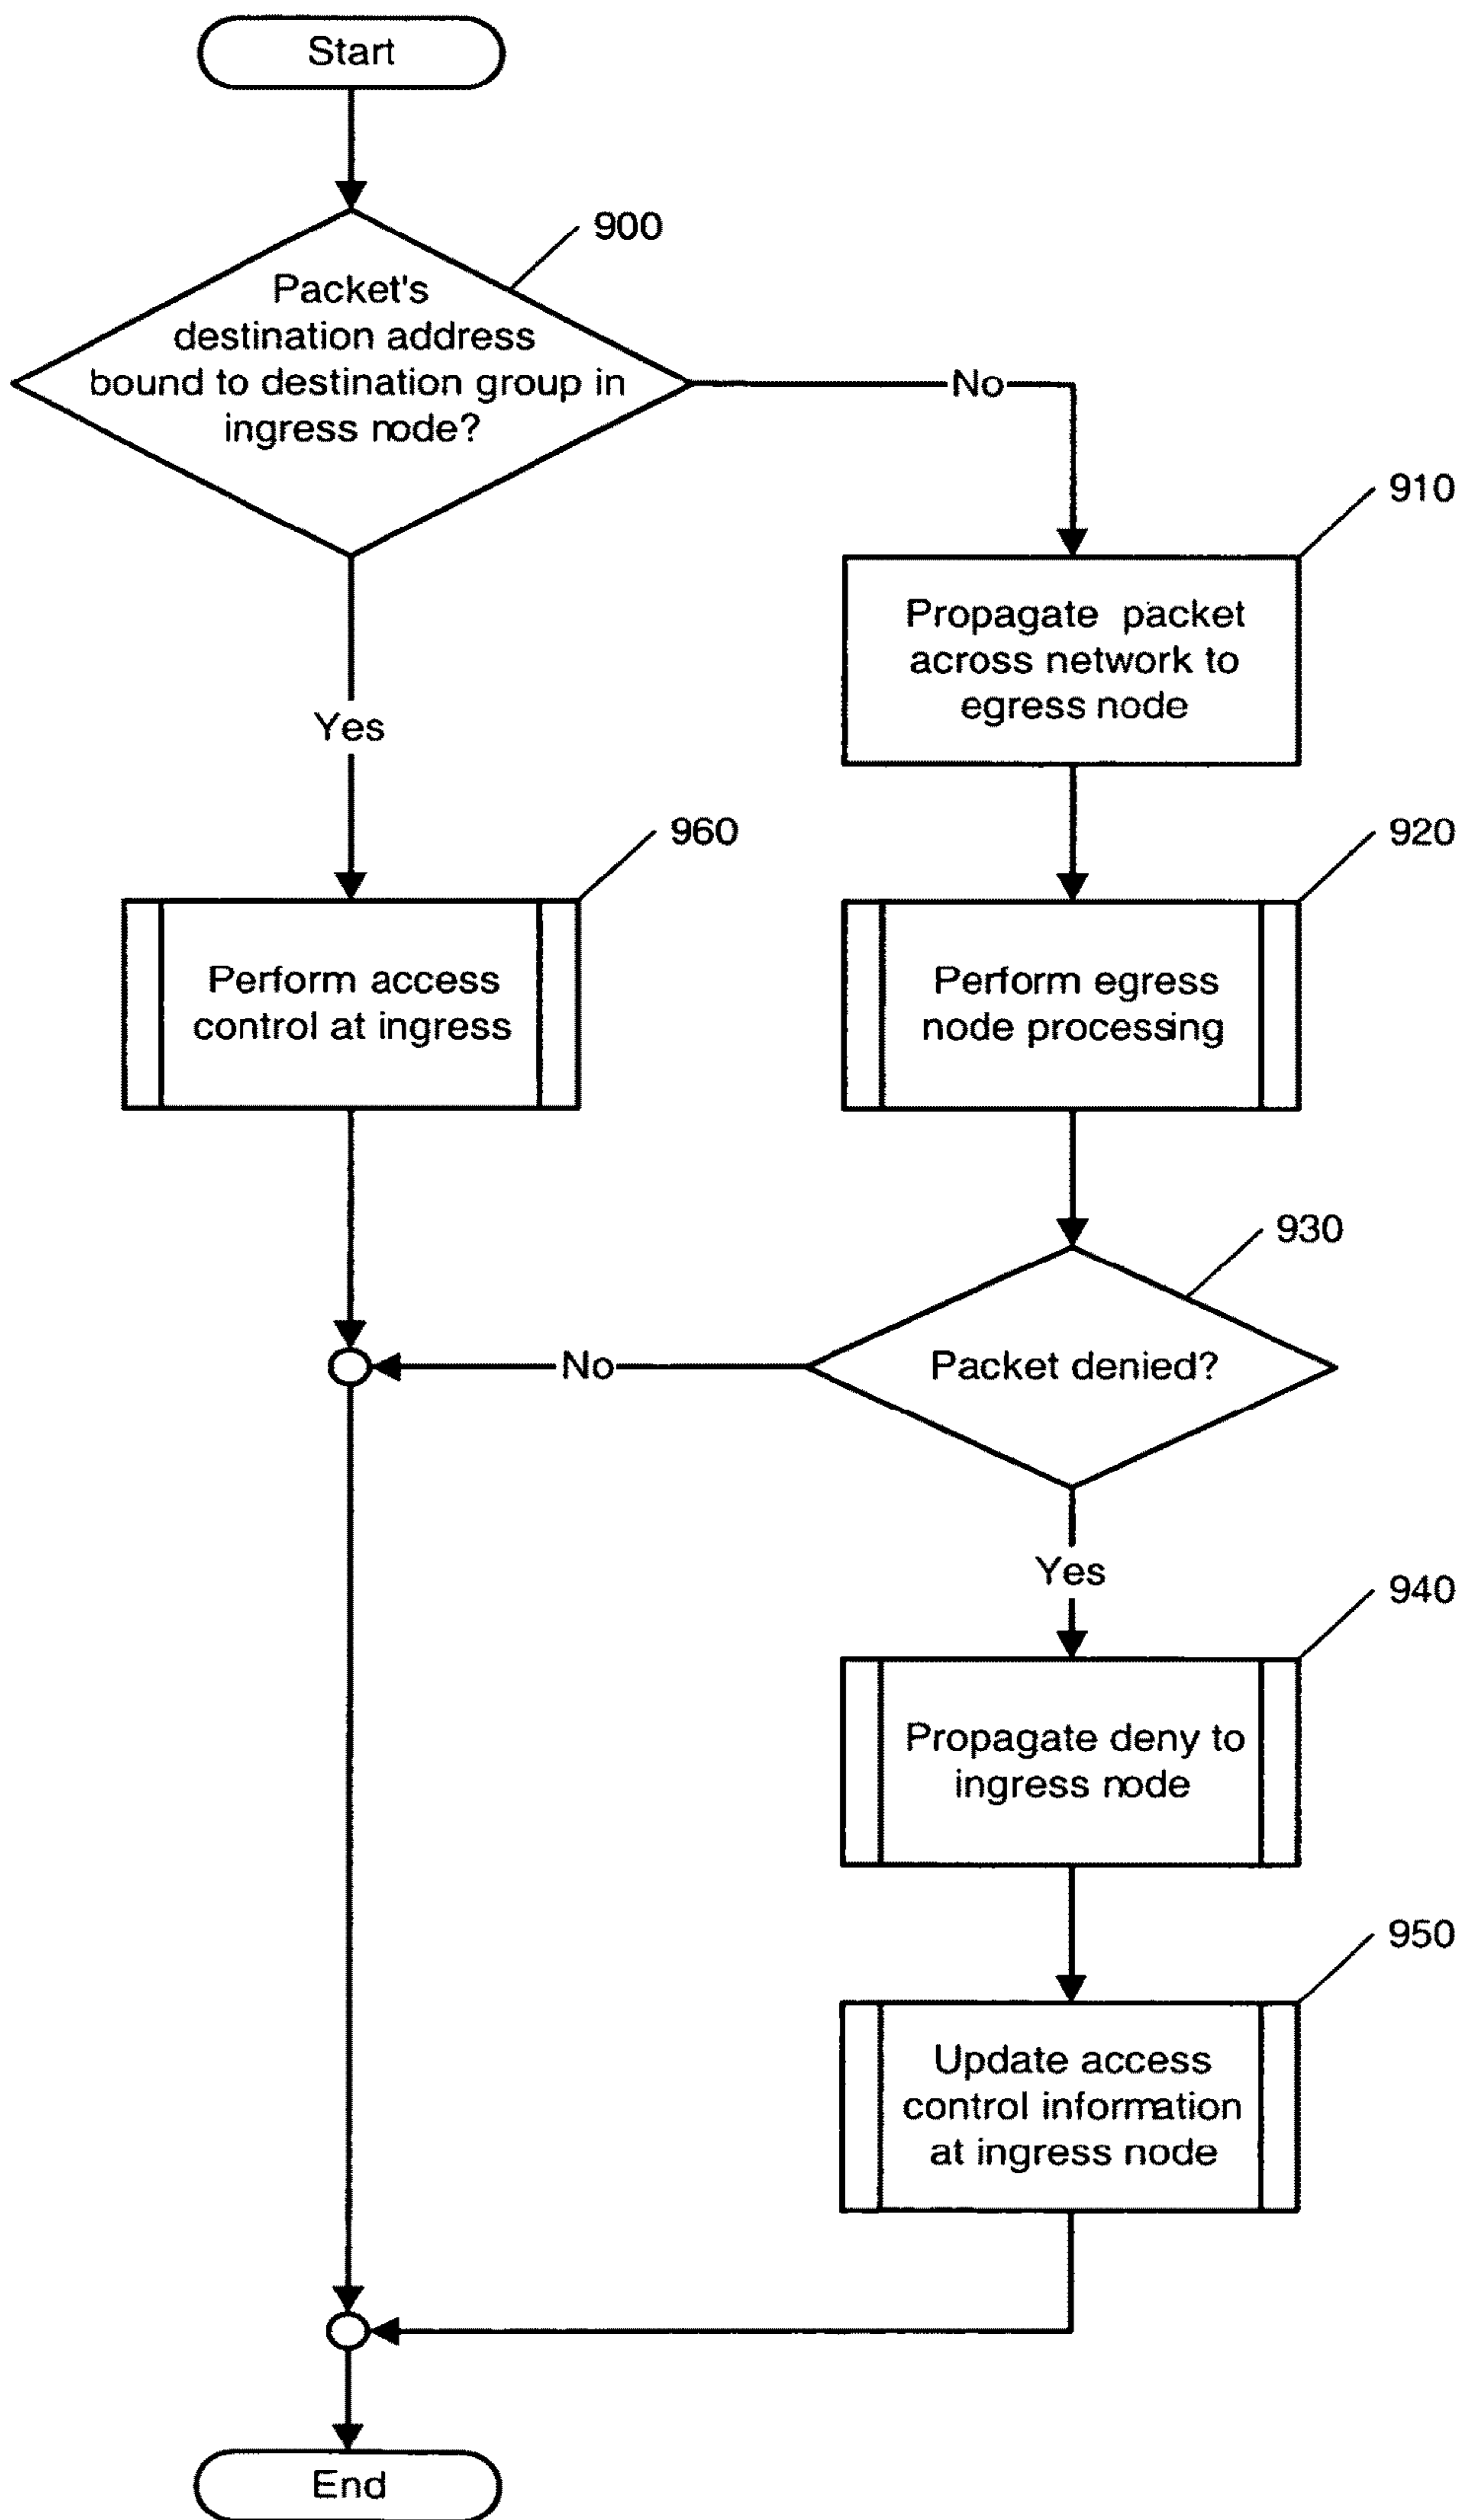 Start
900
Packet's
destination address
bound to destination group in
ingress node?
No
910
Propagate packet
across network to
egress node
Yes
960
920
Perform access
control at ingress
Perform egress
node processing
930
No
Packet denied?
Yes
940
Propagate deny to
ingress node
950
Update access
control information
at ingress node
End